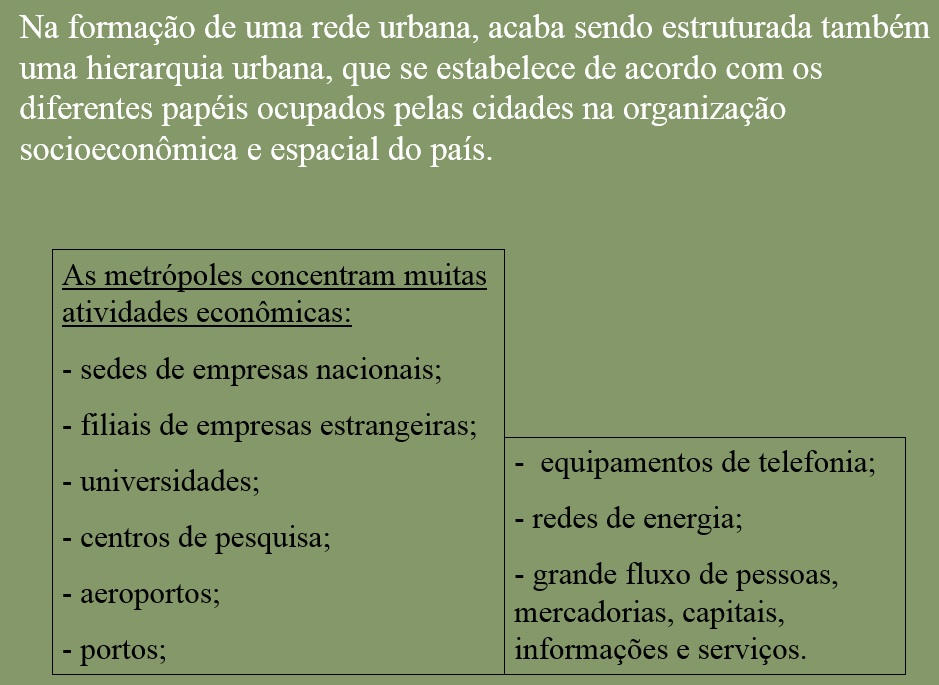 Na formação de uma rede urbana, acaba sendo estruturada também
uma hierarquia urbana, que se estabelece de acordo com os
diferentes papéis ocupados pelas cidades na organização
socioeconômica e espacial do país.
As metrópoles concentram muitas
atividades econômicas:
- sedes de empresas nacionais;
- filiais de empresas estrangeiras;
- universidades;
- centros de pesquisa;
- aeroportos;
- portos;
- equipamentos de telefonia;
- redes de energia;
- grande fluxo de pessoas,
mercadorias, capitais,
informações e serviços.